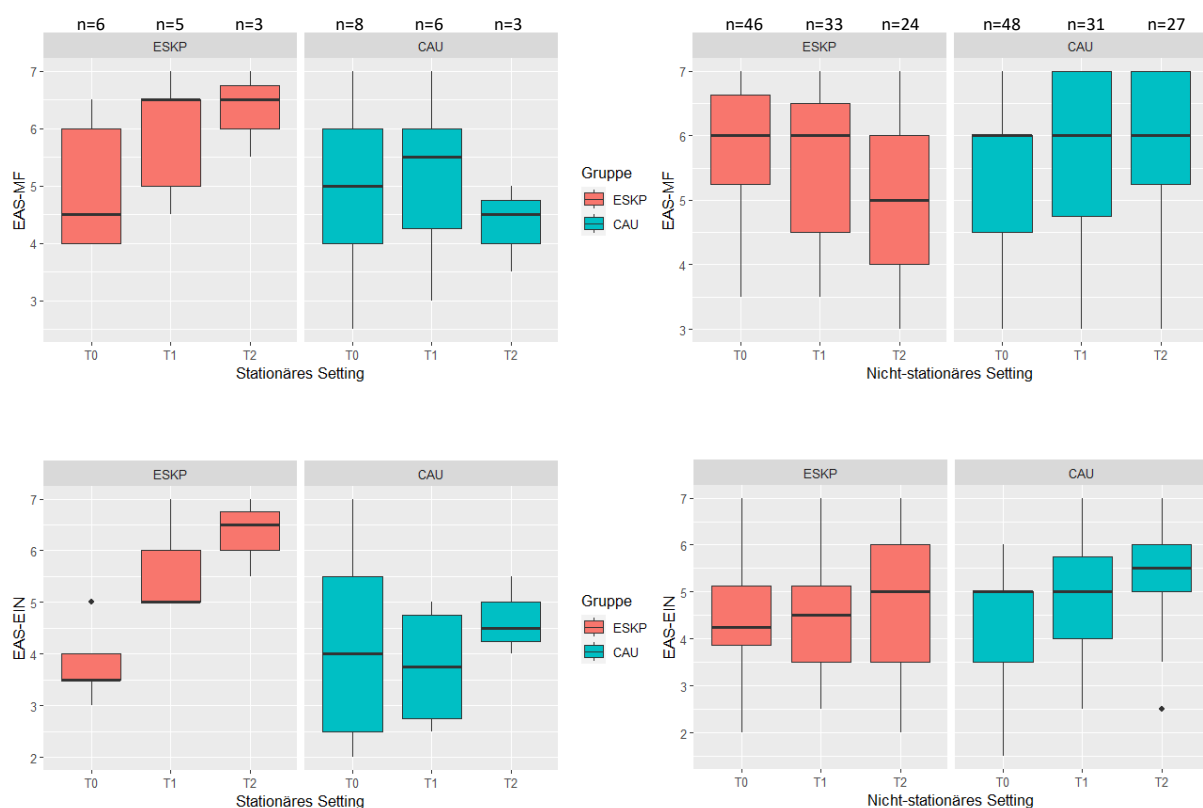 n=6 n=5 n=3 n=8 n=6 n=3
ESKP CAU
7
6
5
4
3
EAS-MF
T0 T1 T2 T0 T1 T2
Stationäres Setting
Gruppe
ESKP
CAU
n=46 n=33 n=24 n=48 n=31 n=27
ESKP CAU
7
6
5
4
3
EAS-MF
T0 T1 T2 T0 T1 T2
Nicht-stationäres Setting
ESKP CAU
7
6
5
4
3
2
EAS-EIN
T0 T1 T2 T0 T1 T2
Stationäres Setting
Gruppe
ESKP
CAU
ESKP CAU
7
6
5
4
3
2
EAS-EIN
T0 T1 T2 T0 T1 T2
Nicht-stationäres Setting